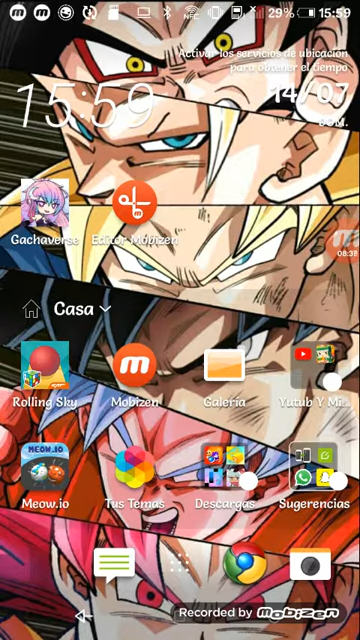 29% 15:59
Activar los servicios de ubicación
para obtener el tiempo
15:59
14/07
DOM.
Gachaverse
Editor Mobizen
Casa
Rolling Sky
Mobizen
Galería
Yutub Y Mi...
MEOW.IO
Meow.io
Tus Temas
Descargas
Sugerencias
Recorded by Mobizen